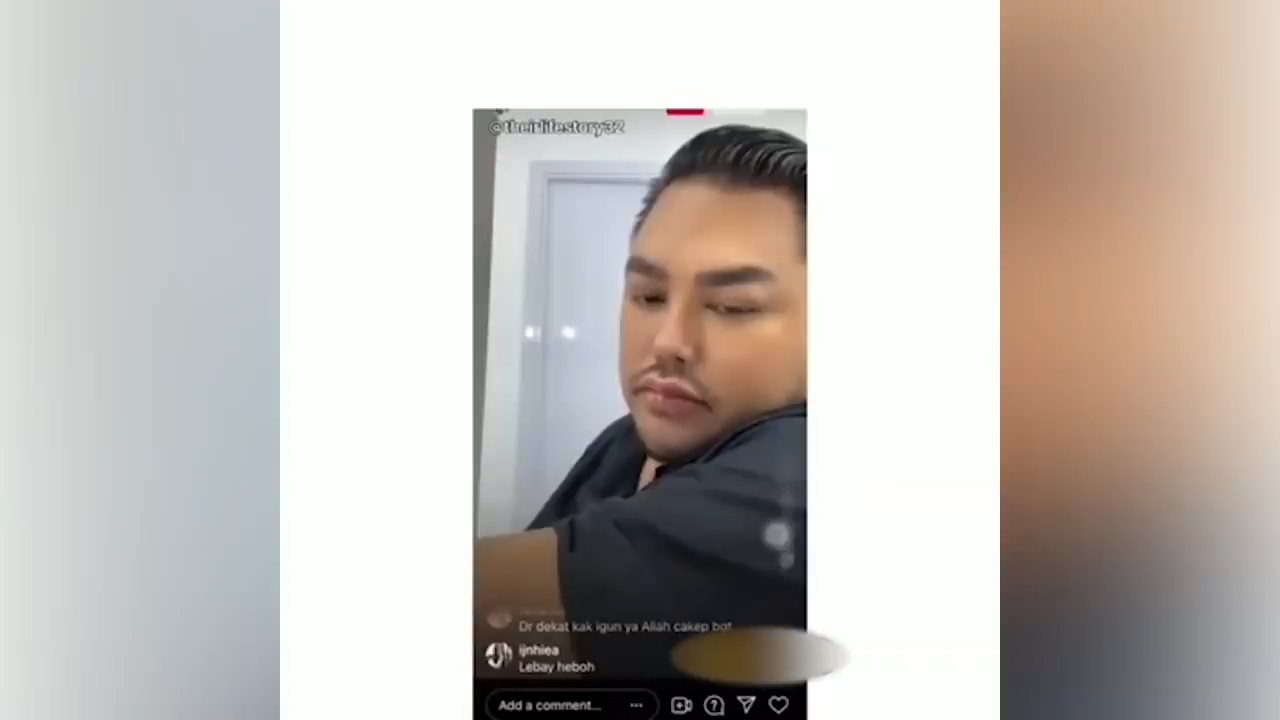 @theirlifestory32
Dr dekat kak igun ya Allah cakep bgt
ijnhiea
Lebay heboh
Add a comment...